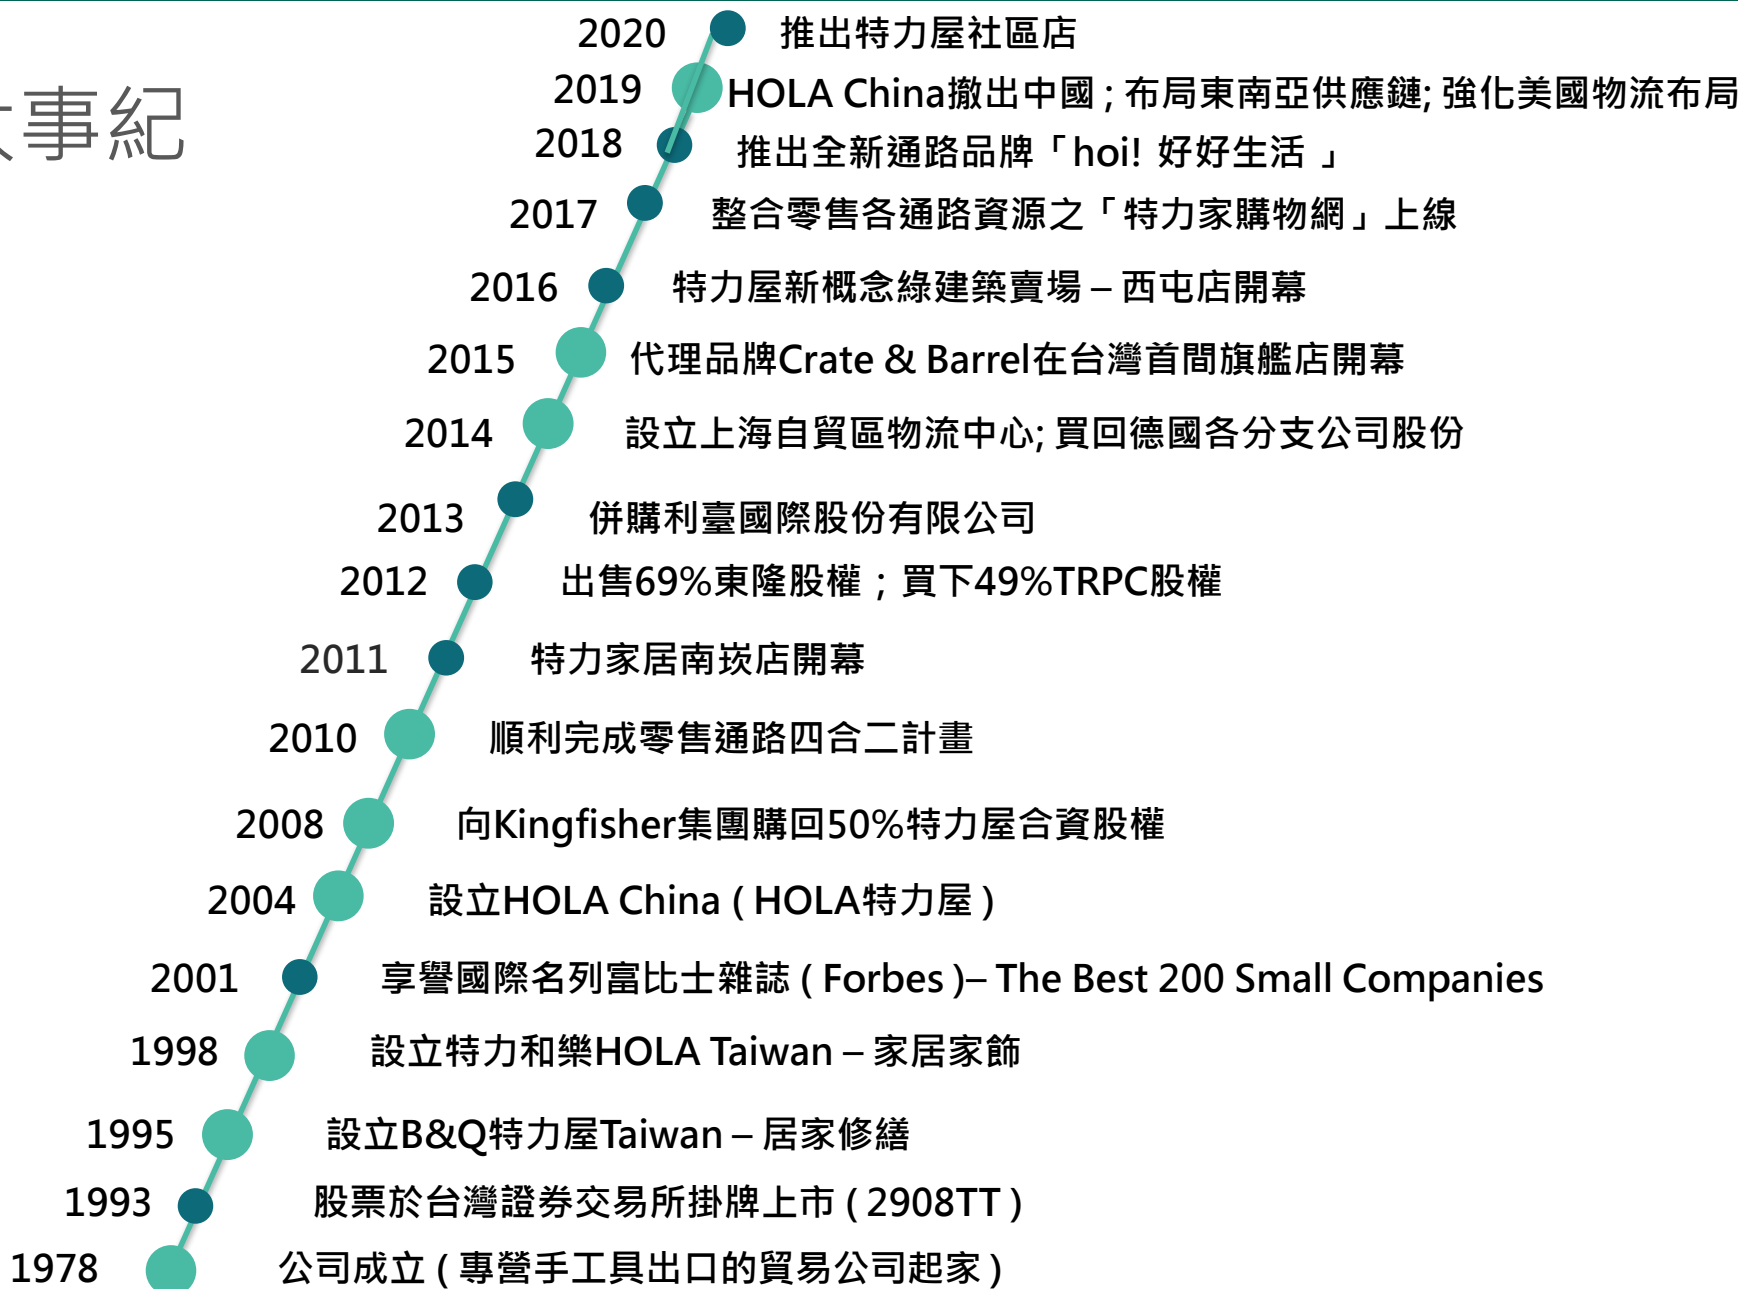 大事紀
2020 推出特力屋社區店
2019 HOLA China撤出中國 ; 布局東南亞供應鏈; 強化美國物流布局
2018 推出全新通路品牌「hoi! 好好生活 」
2017 整合零售各通路資源之「特力家購物網」上線
2016 特力屋新概念綠建築賣場 – 西屯店開幕
2015 代理品牌Crate & Barrel在台灣首間旗艦店開幕
2014 設立上海自貿區物流中心; 買回德國各分支公司股份
2013 併購利臺國際股份有限公司
2012 出售69%東隆股權 ; 買下49%TRPC股權
2011 特力家居南崁店開幕
2010 順利完成零售通路四合二計畫
2008 向Kingfisher集團購回50%特力屋合資股權
2004 設立HOLA China ( HOLA特力屋 )
2001 享譽國際名列富比士雜誌 ( Forbes )– The Best 200 Small Companies
1998 設立特力和樂HOLA Taiwan – 家居家飾
1995 設立B&Q特力屋Taiwan – 居家修繕
1993 股票於台灣證券交易所掛牌上市 ( 2908TT )
1978 公司成立 ( 專營手工具出口的貿易公司起家 )